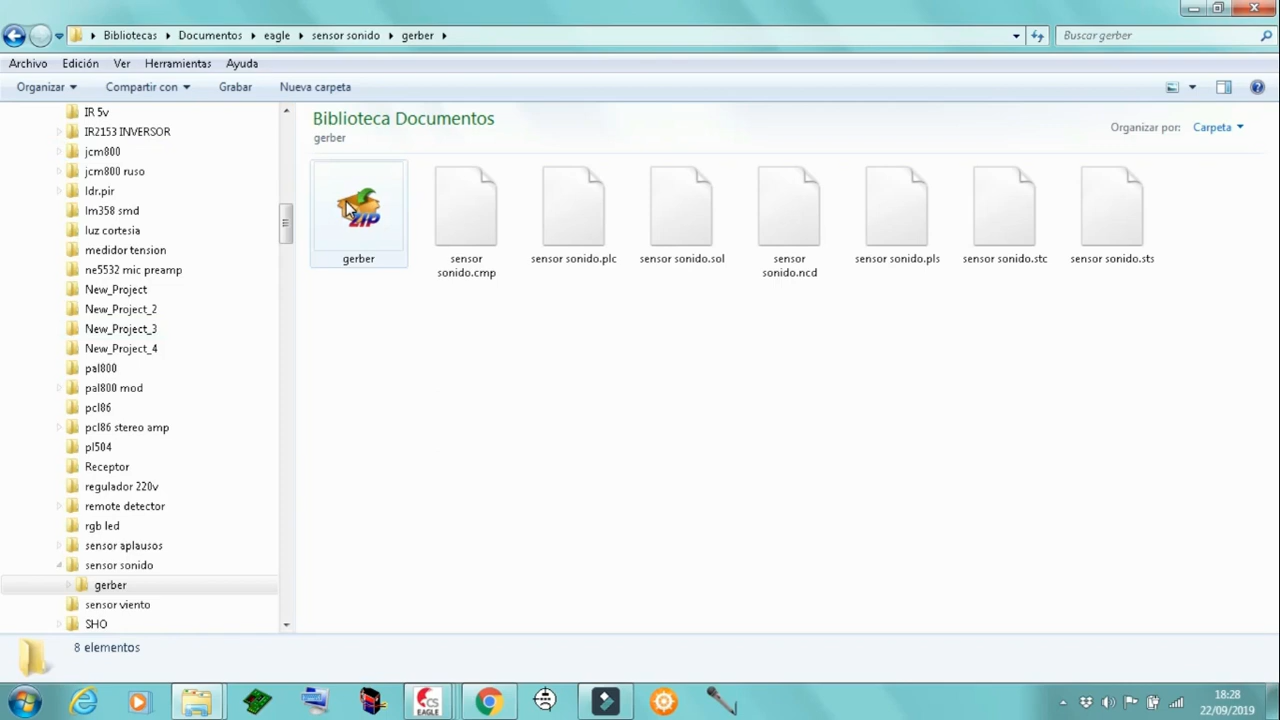 Bibliotecas Documentos eagle sensor sonido gerber
Buscar gerber
Archivo Edición Ver Herramientas Ayuda
Organizar Compartir con Grabar Nueva carpeta
IR 5v
IR2153 INVERSOR
jcm800
jcm800 ruso
ldr.pir
lm358 smd
luz cortesia
medidor tension
ne5532 mic preamp
New_Project
New_Project_2
New_Project_3
New_Project_4
pal800
pal800 mod
pcl86
pcl86 stereo amp
pl504
Receptor
regulador 220v
remote detector
rgb led
sensor aplausos
sensor sonido
gerber
sensor viento
SHO
Biblioteca Documentos
gerber
Organizar por: Carpeta
ZIP
gerber
sensor
sonido.cmp
sensor sonido.plc
sensor sonido.sol
sensor
sonido.ncd
sensor sonido.pls
sensor sonido.stc
sensor sonido.sts
8 elementos
CS
EAGLE
18:28
22/09/2019